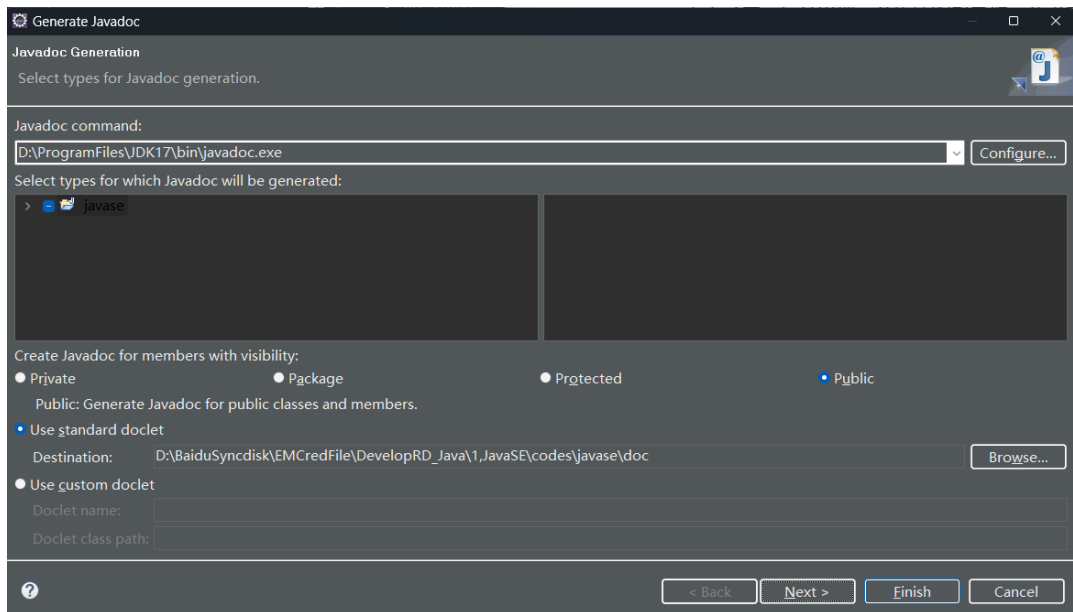 Generate Javadoc
Javadoc Generation
Select types for Javadoc generation.
Javadoc command:
D:\ProgramFiles\JDK17\bin\javadoc.exe
Configure...
Select types for which Javadoc will be generated:
javase
Create Javadoc for members with visibility:
Private Package Protected Public
Public: Generate Javadoc for public classes and members.
Use standard doclet
Destination: D:\BaiduSyncdisk\EMCredFile\DevelopRD_Java\1,JavaSE\codes\javase\doc Browse...
Use custom doclet
Doclet name:
Doclet class path:
< Back Next > Finish Cancel